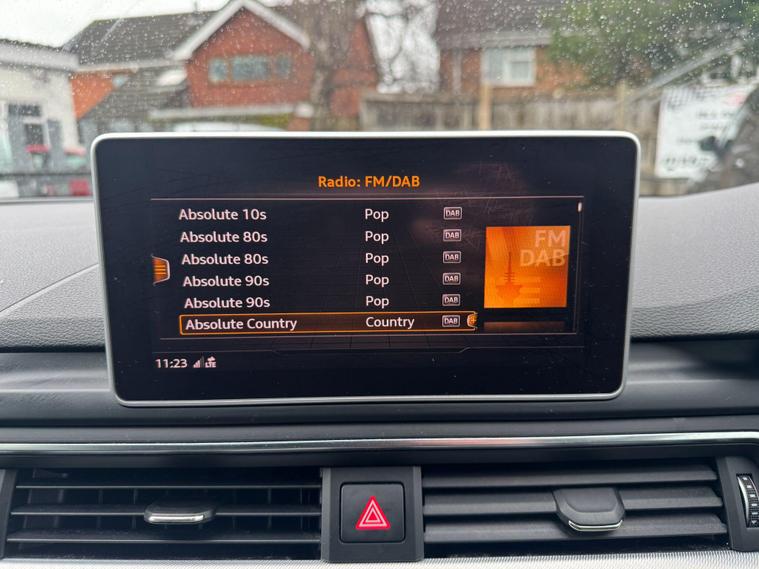 Radio: FM/DAB
Absolute 10s Pop DAB
Absolute 80s Pop DAB
Absolute 80s Pop DAB
Absolute 90s Pop DAB
Absolute 90s Pop DAB
Absolute Country Country DAB
FM
DAB
11:23 LTE